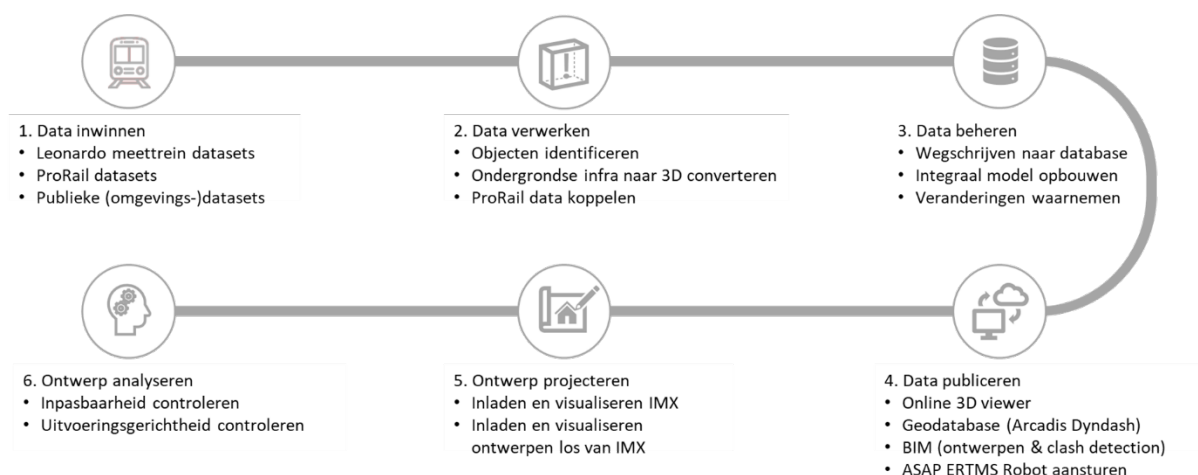 1. Data inwinnen
• Leonardo meettrein datasets
• ProRail datasets
• Publieke (omgevings-)datasets
2. Data verwerken
• Objecten identificeren
• Ondergrondse infra naar 3D converteren
• ProRail data koppelen
3. Data beheren
• Wegschrijven naar database
• Integraal model opbouwen
• Veranderingen waarnemen
4. Data publiceren
• Online 3D viewer
• Geodatabase (Arcadis Dyndash)
• BIM (ontwerpen & clash detection)
• ASAP ERTMS Robot aansturen
5. Ontwerp projecteren
• Inladen en visualiseren IMX
• Inladen en visualiseren
ontwerpen los van IMX
6. Ontwerp analyseren
• Inpasbaarheid controleren
• Uitvoeringsgerichtheid controleren